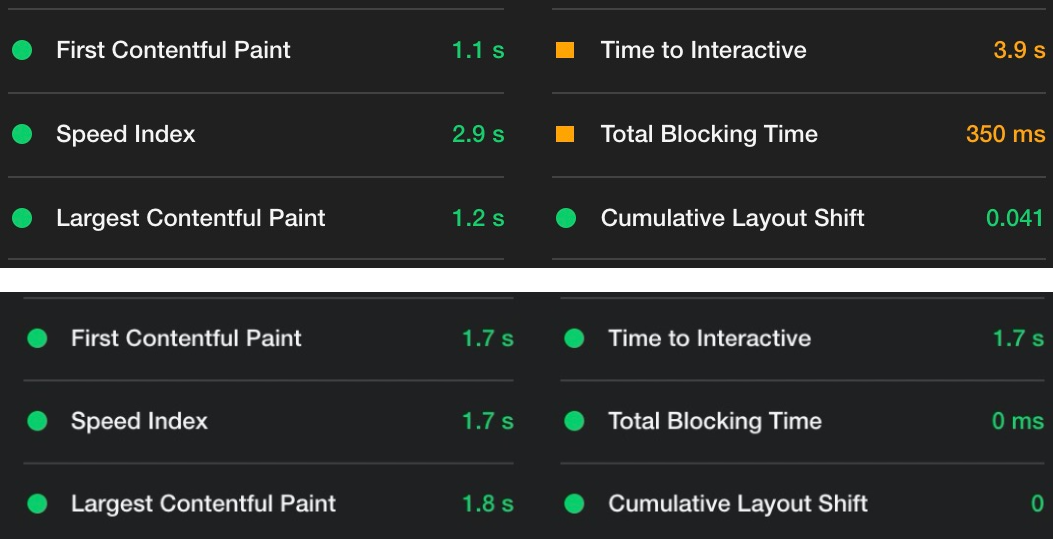 First Contentful Paint 1.1 s Time to Interactive 3.9 s
Speed Index 2.9 s Total Blocking Time 350 ms
Largest Contentful Paint 1.2 s Cumulative Layout Shift 0.041
First Contentful Paint 1.7 s Time to Interactive 1.7 s
Speed Index 1.7 s Total Blocking Time 0 ms
Largest Contentful Paint 1.8 s Cumulative Layout Shift 0